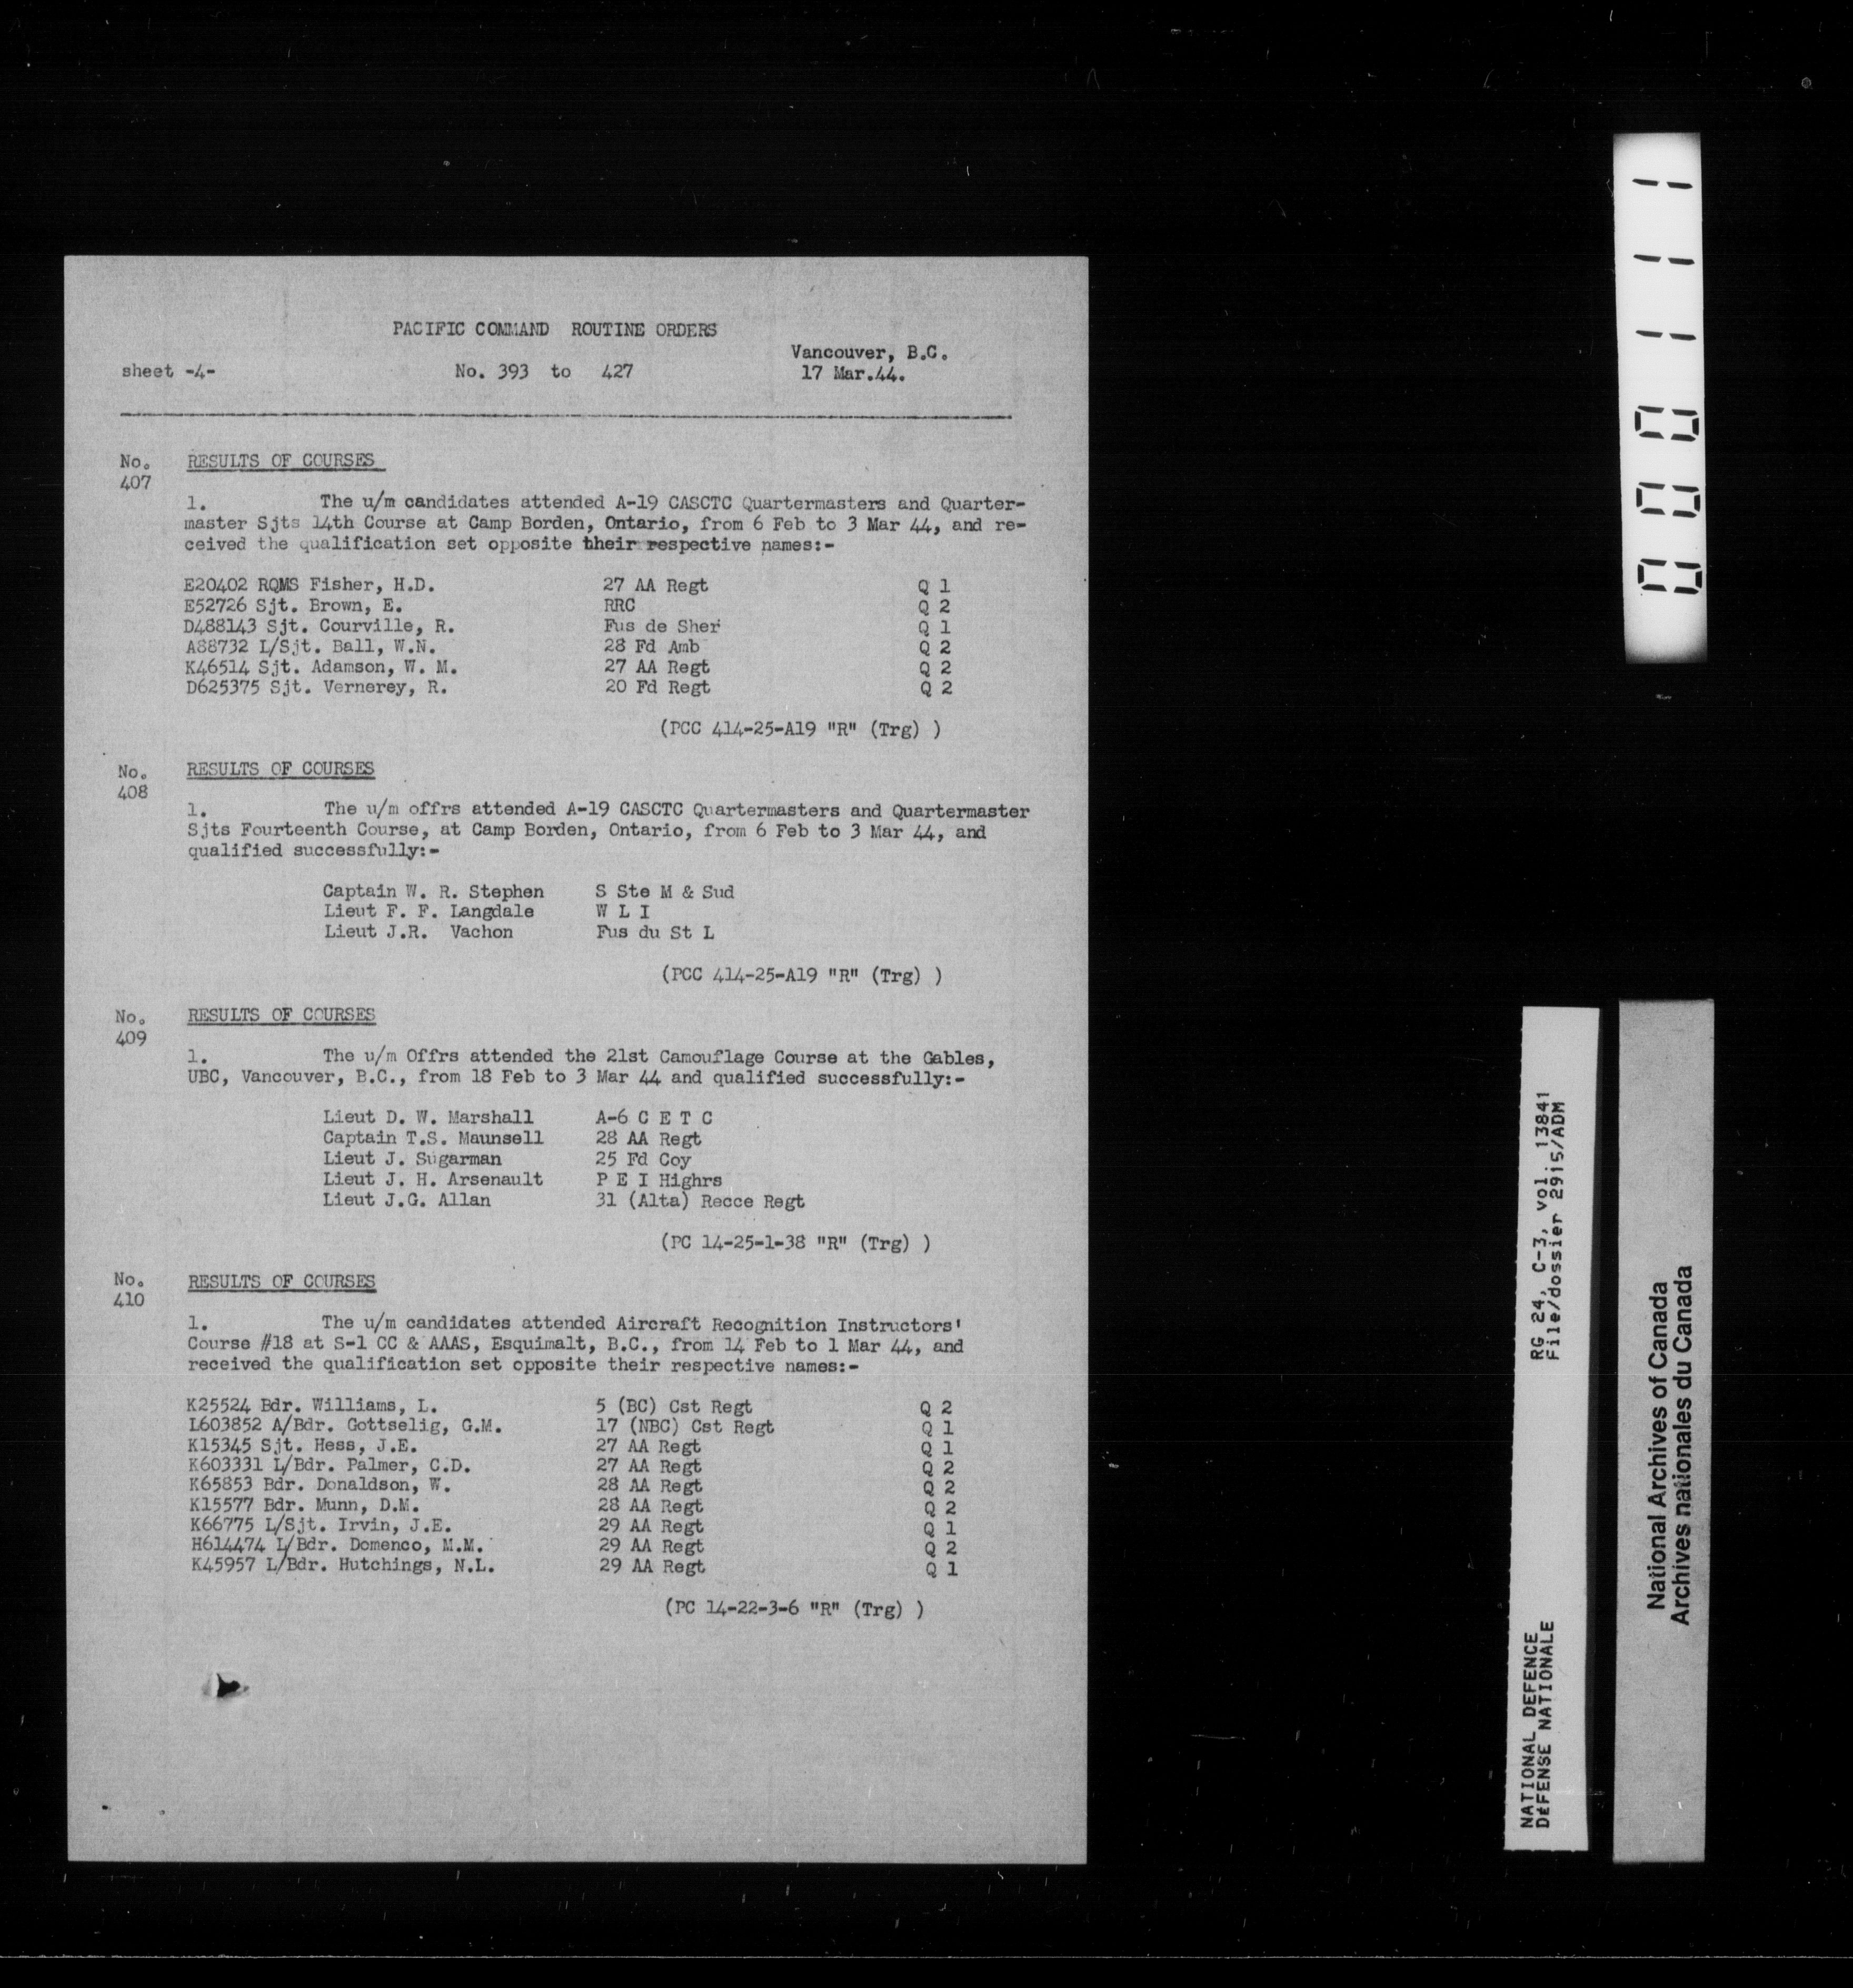 PACIFIC COMMAND ROUTINE ORDERS
Vancouver, B.C.
sheet -4- No. 393 to 427 17 Mar.44.
No. RESULTS OF COURSES
407
1. The u/m candidates attended A-19 CASCTC Quartermasters and Quarter-
master Sjts 14th Course at Camp Borden, Ontario, from 6 Feb to 3 Mar 44, and re-
ceived the qualification set opposite their respective names:-
E20402 RQMS Fisher, H.D. 27 AA Regt Q 1
E52726 Sjt. Brown, E. RRC Q 2
D488143 Sjt. Courville, R. Fus de Sher Q 1
A88732 L/Sjt. Ball, W.N. 28 Fd Amb Q 2
K46514 Sjt. Adamson, W. M. 27 AA Regt Q 2
D625375 Sjt. Vernerey, R. 20 Fd Regt Q 2
(PCC 414-25-A19 "R" (Trg) )
No. RESULTS OF COURSES
408
1. The u/m offrs attended A-19 CASCTC Quartermasters and Quartermaster
Sjts Fourteenth Course, at Camp Borden, Ontario, from 6 Feb to 3 Mar 44, and
qualified successfully:-
Captain W. R. Stephen S Ste M & Sud
Lieut F. F. Langdale W L I
Lieut J.R. Vachon Fus du St L
(PCC 414-25-A19 "R" (Trg) )
No. RESULTS OF COURSES
409
1. The u/m Offrs attended the 21st Camouflage Course at the Gables,
UBC, Vancouver, B.C., from 18 Feb to 3 Mar 44 and qualified successfully:-
Lieut D. W. Marshall A-6 C E T C
Captain T.S. Maunsell 28 AA Regt
Lieut J. Sugarman 25 Fd Coy
Lieut J. H. Arsenault P E I Highrs
Lieut J.G. Allan 31 (Alta) Recce Regt
(PC 14-25-1-38 "R" (Trg) )
No. RESULTS OF COURSES
410
1. The u/m candidates attended Aircraft Recognition Instructors'
Course #18 at S-1 CC & AAAS, Esquimalt, B.C., from 14 Feb to 1 Mar 44, and
received the qualification set opposite their respective names:-
K25524 Bdr. Williams, L. 5 (BC) Cst Regt Q 2
L603852 A/Bdr. Gottselig, G.M. 17 (NBC) Cst Regt Q 1
K15345 Sjt. Hess, J.E. 27 AA Regt Q 1
K603331 L/Bdr. Palmer, C.D. 27 AA Regt Q 2
K65853 Bdr. Donaldson, W. 28 AA Regt Q 2
K15577 Bdr. Munn, D.M. 28 AA Regt Q 2
K66775 L/Sjt. Irvin, J.E. 29 AA Regt Q 1
H614474 L/Bdr. Domenco, M.M. 29 AA Regt Q 2
K45957 L/Bdr. Hutchings, N.L. 29 AA Regt Q 1
(PC 14-22-3-6 "R" (Trg) )
000111
NATIONAL DEFENCE RG 24, C-3, vol. 13841
DéFENSE NATIONALE File/dossier 2915/ADM
National Archives of Canada
Archives nationales du Canada